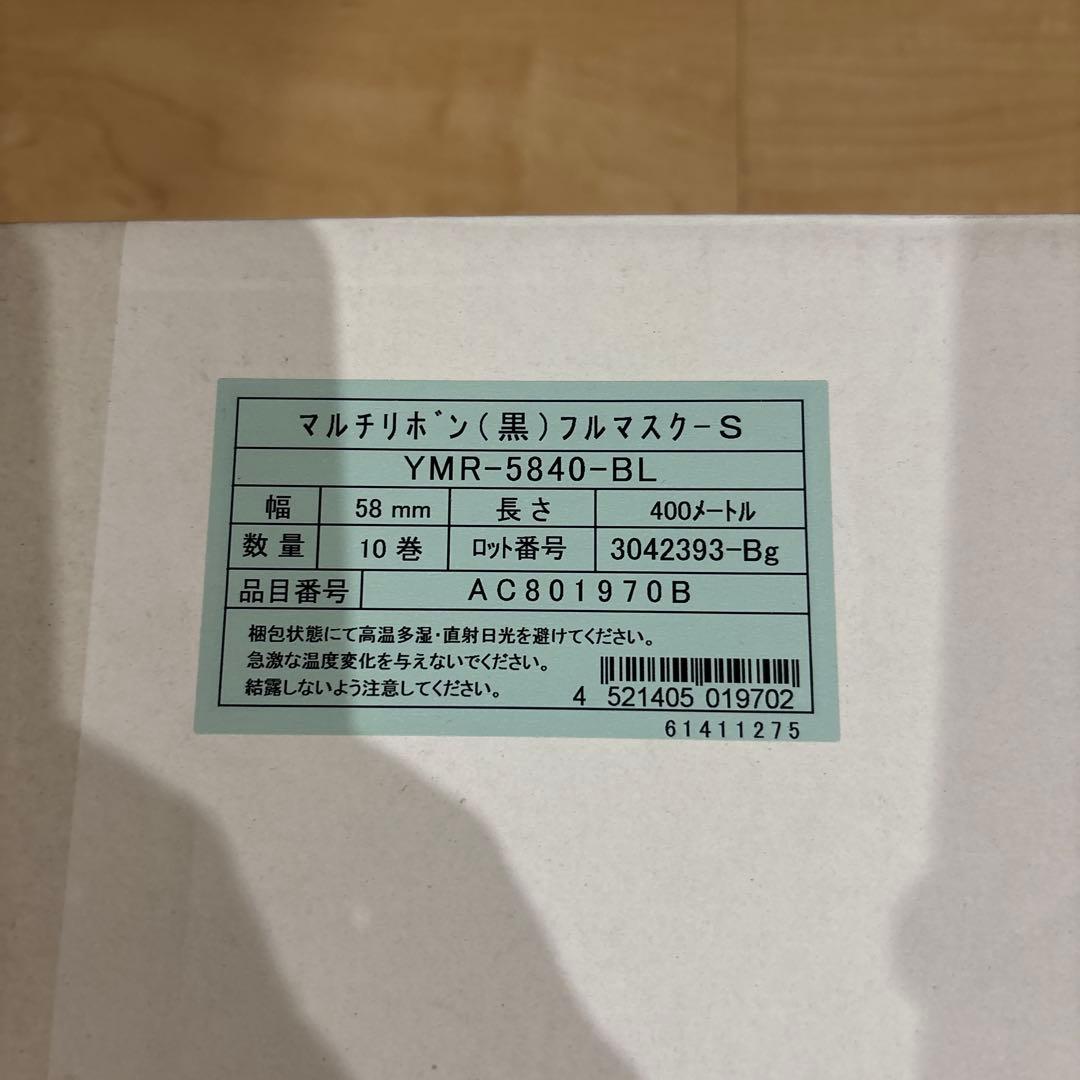 マルチリボン(黒)フルマスク-S
YMR-5840-BL
幅 58 mm 長さ 400メートル
数量 10 巻 ロット番号 3042393-Bg
品目番号 AC801970B
梱包状態にて高温多湿・直射日光を避けてください。
急激な温度変化を与えないでください。
結露しないよう注意してください。
4 521405 019702
61411275